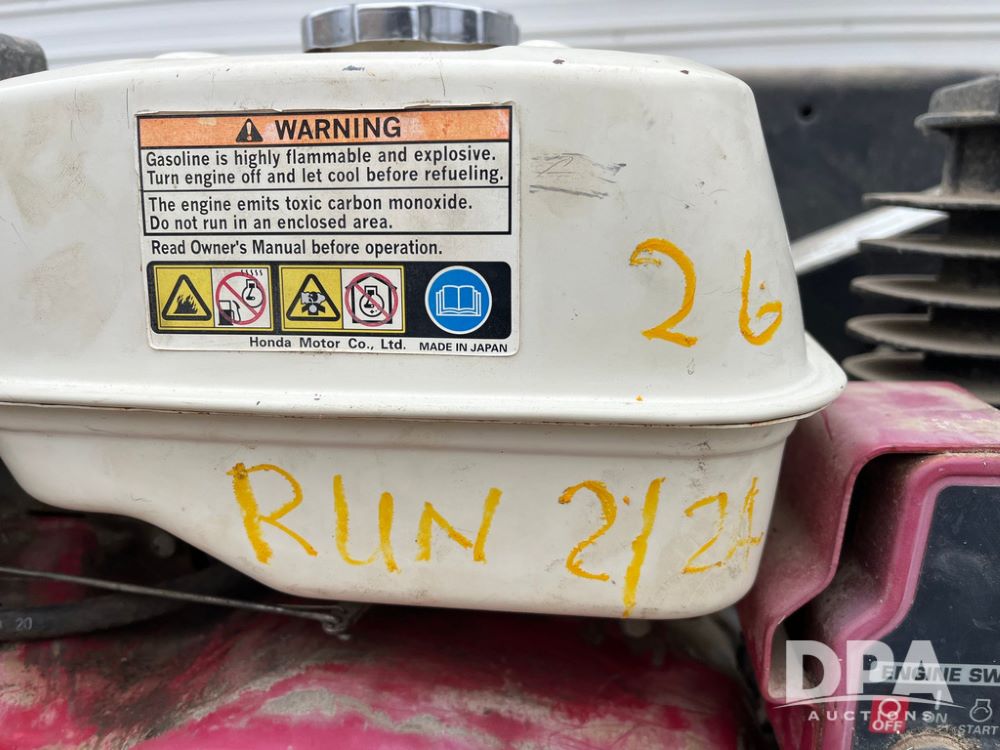 WARNING
Gasoline is highly flammable and explosive.
Turn engine off and let cool before refueling.
The engine emits toxic carbon monoxide.
Do not run in an enclosed area.
Read Owner's Manual before operation.
Honda Motor Co., Ltd. MADE IN JAPAN
26
RUN 2/24
20
ENGINE SW
OFF ON START
DPA
AUCTIONS